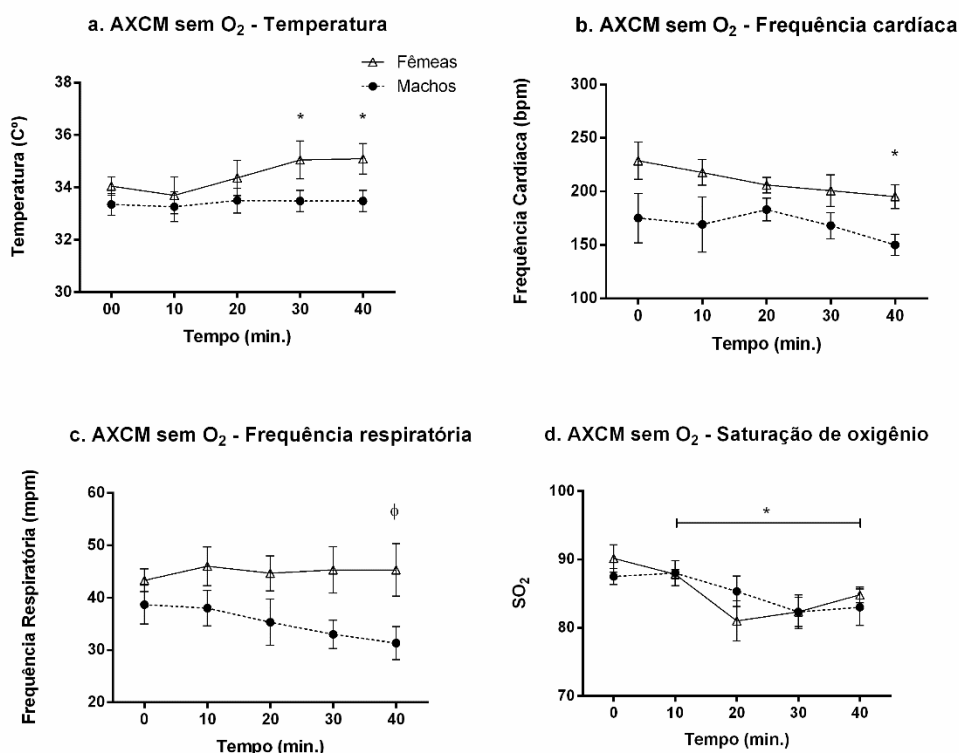 a. AXCM sem O₂ - Temperatura
Fêmeas
Machos
38
36
34
32
30
* *
Temperatura (Cº)
00 10 20 30 40
Tempo (min.)
b. AXCM sem O₂ - Frequência cardíaca
300
250
200
150
100
*
Frequência Cardíaca (bpm)
0 10 20 30 40
Tempo (min.)
c. AXCM sem O₂ - Frequência respiratória
60
50
40
30
20
ϕ
Frequência Respiratória (mpm)
0 10 20 30 40
Tempo (min.)
d. AXCM sem O₂ - Saturação de oxigênio
100
90
80
70
*
SO₂
0 10 20 30 40
Tempo (min.)